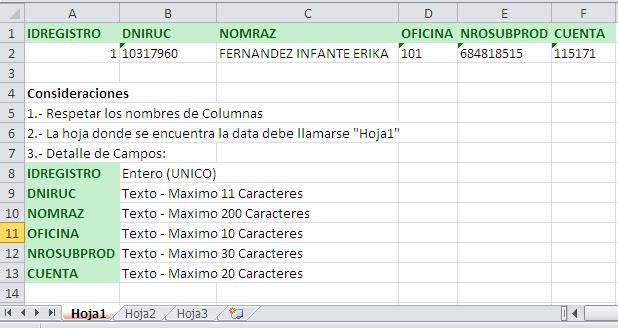 A B C D E F
1 IDREGISTRO DNIRUC NOMRAZ OFICINA NROSUBPROD CUENTA
2 1 10317960 FERNANDEZ INFANTE ERIKA 101 684818515 115171
3
4 Consideraciones
5 1.- Respetar los nombres de Columnas
6 2.- La hoja donde se encuentra la data debe llamarse "Hoja1"
7 3.- Detalle de Campos:
8 IDREGISTRO Entero (UNICO)
9 DNIRUC Texto - Maximo 11 Caracteres
10 NOMRAZ Texto - Maximo 200 Caracteres
11 OFICINA Texto - Maximo 10 Caracteres
12 NROSUBPROD Texto - Maximo 30 Caracteres
13 CUENTA Texto - Maximo 20 Caracteres
14
Hoja1 Hoja2 Hoja3